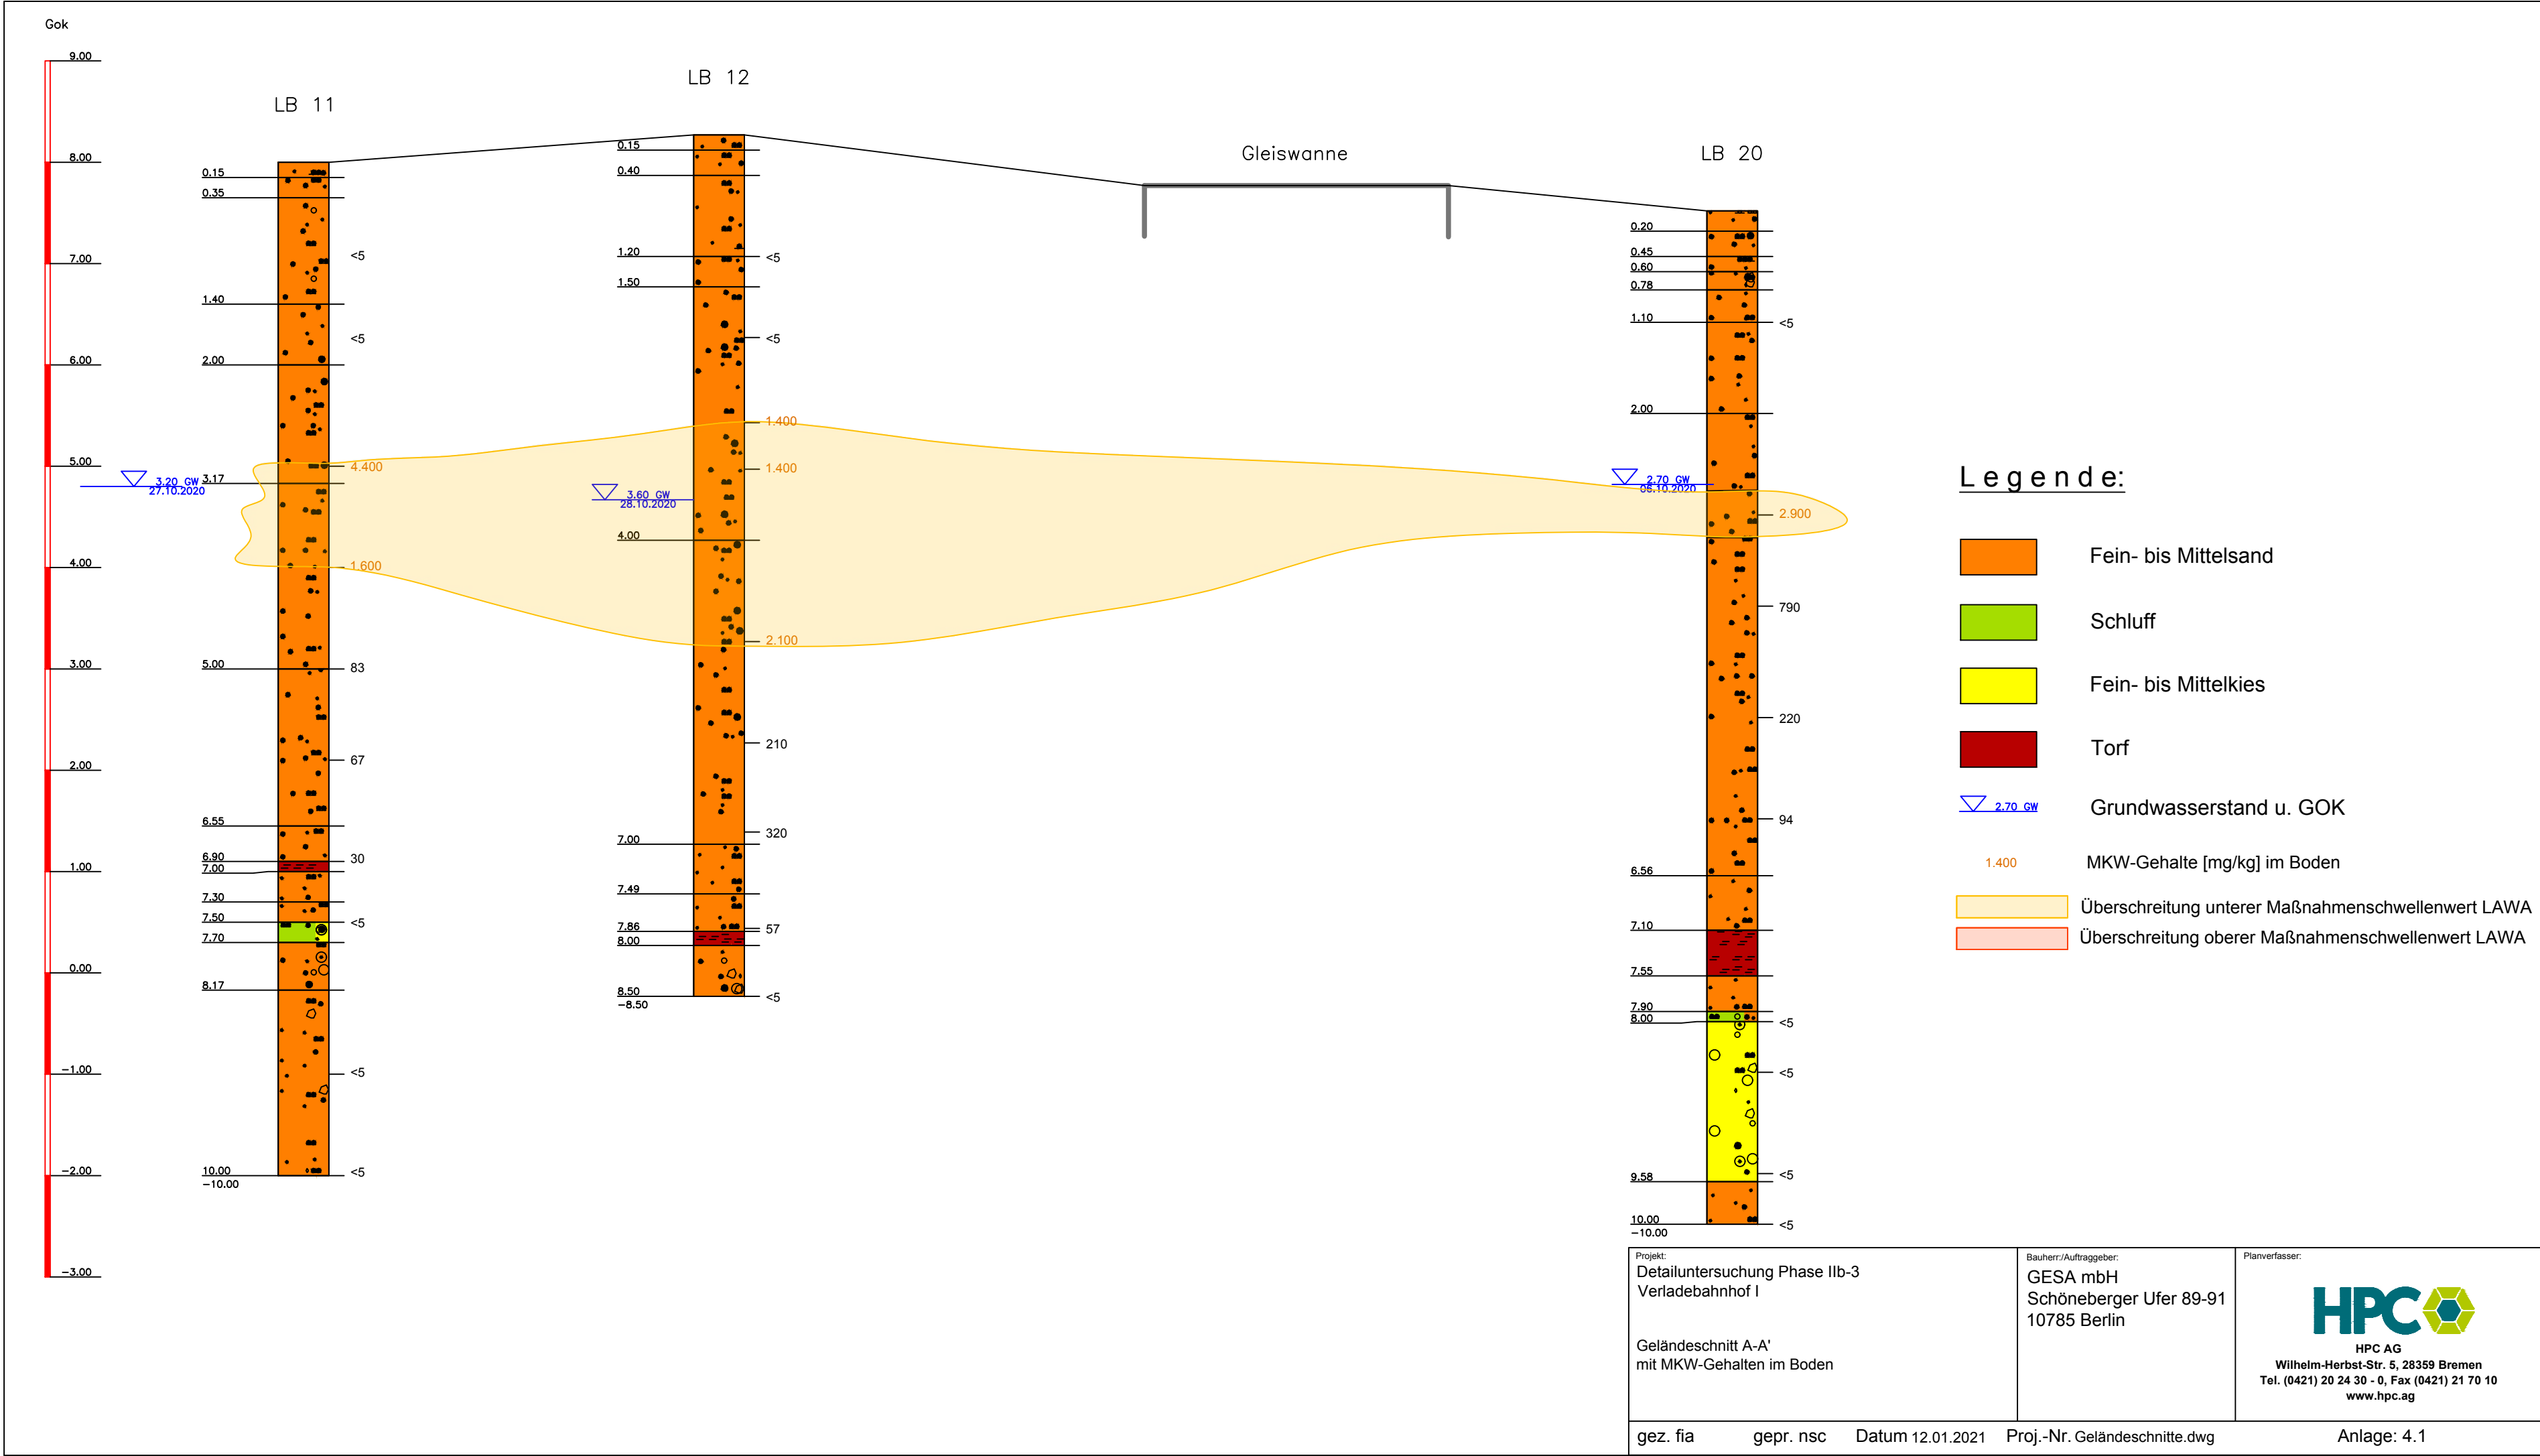 Gok
9.00
8.00
7.00
6.00
5.00
4.00
3.00
2.00
1.00
0.00
−1.00
−2.00
−3.00
LB 11
0.15
0.35
1.40
2.00
3.17
5.00
6.55
6.90
7.00
7.30
7.50
7.70
8.17
10.00
−10.00
3.20 GW
27.10.2020
<5
<5
4.400
1.600
83
67
30
<5
<5
<5
LB 12
0.15
0.40
1.20
1.50
4.00
7.00
7.49
7.86
8.00
8.50
−8.50
3.60 GW
28.10.2020
<5
<5
1.400
1.400
2.100
210
320
57
<5
Gleiswanne
LB 20
0.20
0.45
0.60
0.78
1.10
2.00
6.56
7.10
7.55
7.90
8.00
9.58
10.00
−10.00
2.70 GW
06.10.2020
<5
2.900
790
220
94
<5
<5
<5
<5
Legende:
Fein- bis Mittelsand
Schluff
Fein- bis Mittelkies
Torf
2.70 GW Grundwasserstand u. GOK
1.400 MKW-Gehalte [mg/kg] im Boden
Überschreitung unterer Maßnahmenschwellenwert LAWA
Überschreitung oberer Maßnahmenschwellenwert LAWA
Projekt:
Detailuntersuchung Phase IIb-3
Verladebahnhof I
Geländeschnitt A-A'
mit MKW-Gehalten im Boden
Bauherr:/Auftraggeber:
GESA mbH
Schöneberger Ufer 89-91
10785 Berlin
Planverfasser:
HPC
HPC AG
Wilhelm-Herbst-Str. 5, 28359 Bremen
Tel. (0421) 20 24 30 - 0, Fax (0421) 21 70 10
www.hpc.ag
gez. fia gepr. nsc Datum 12.01.2021 Proj.-Nr. Geländeschnitte.dwg Anlage: 4.1